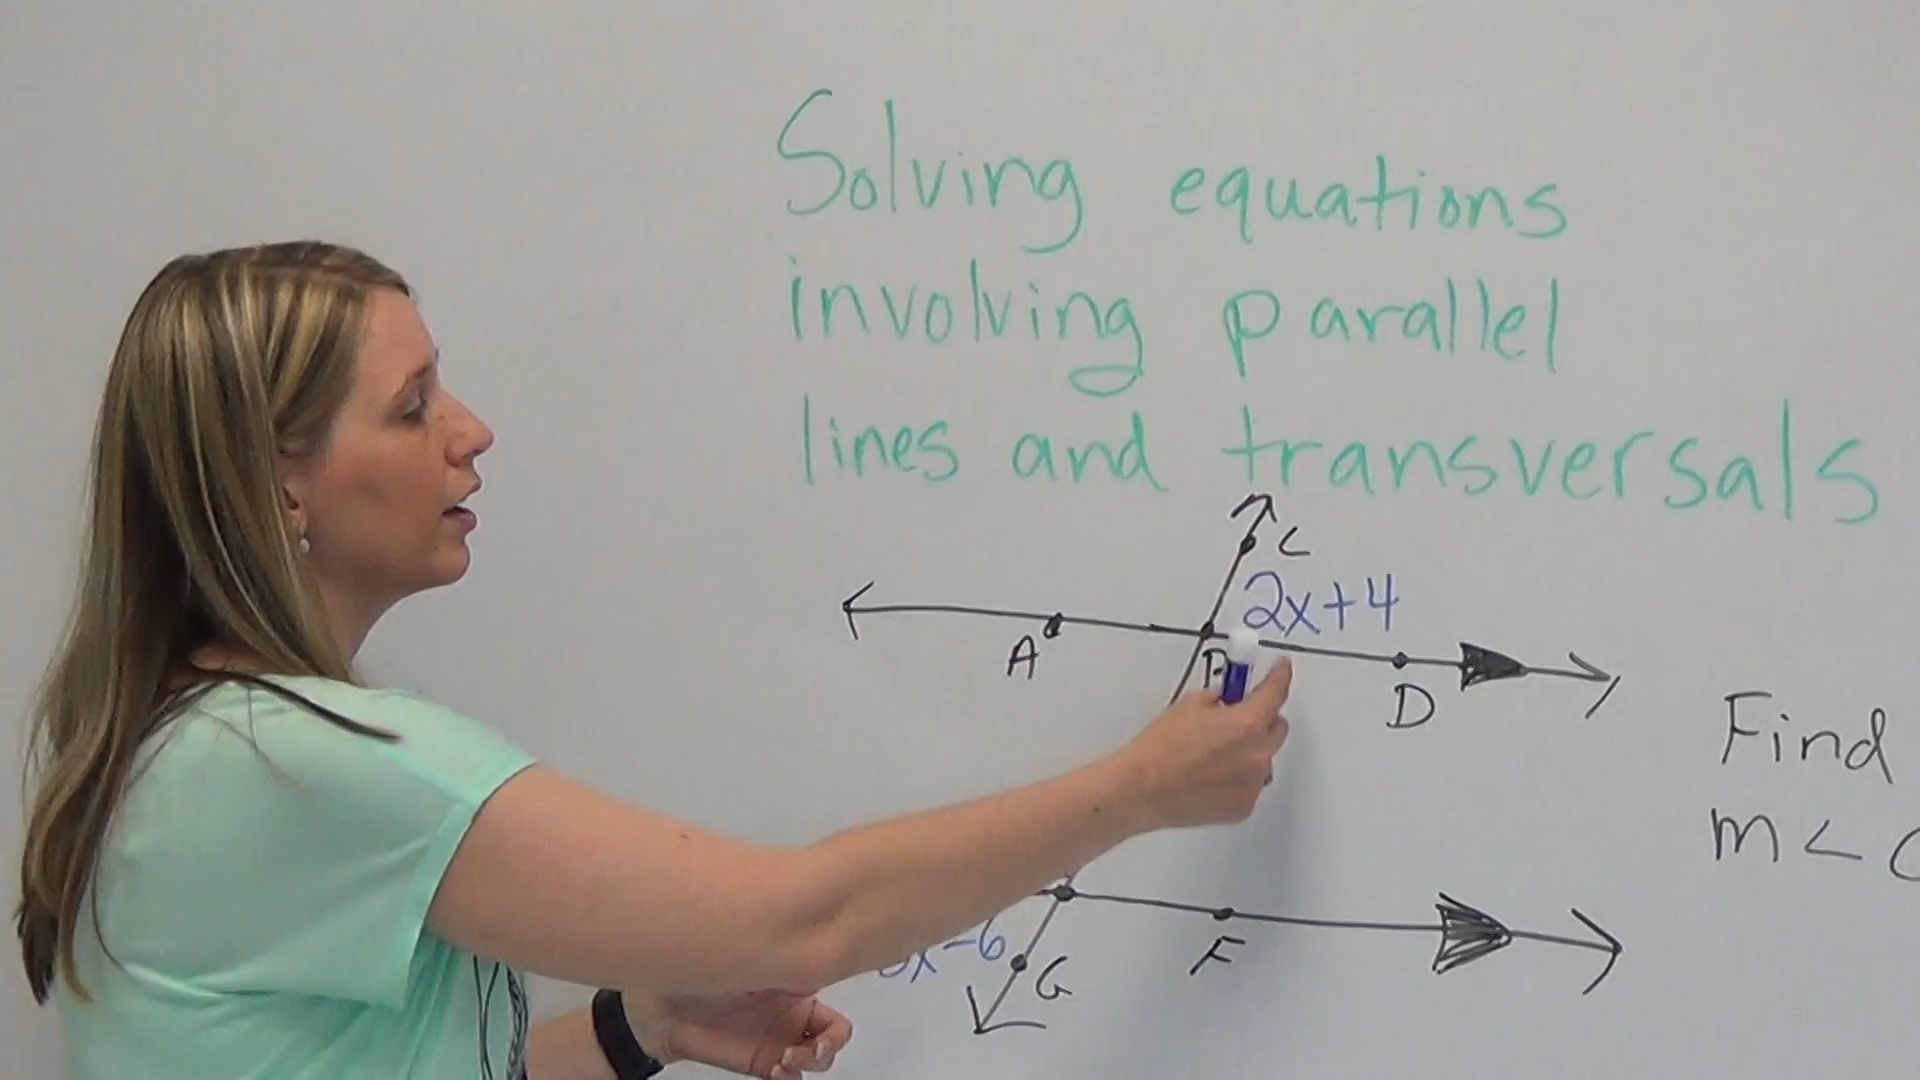 Solving equations
involving parallel
lines and transversals
C
2x+4
A
D
Find
m<
-6
G
F